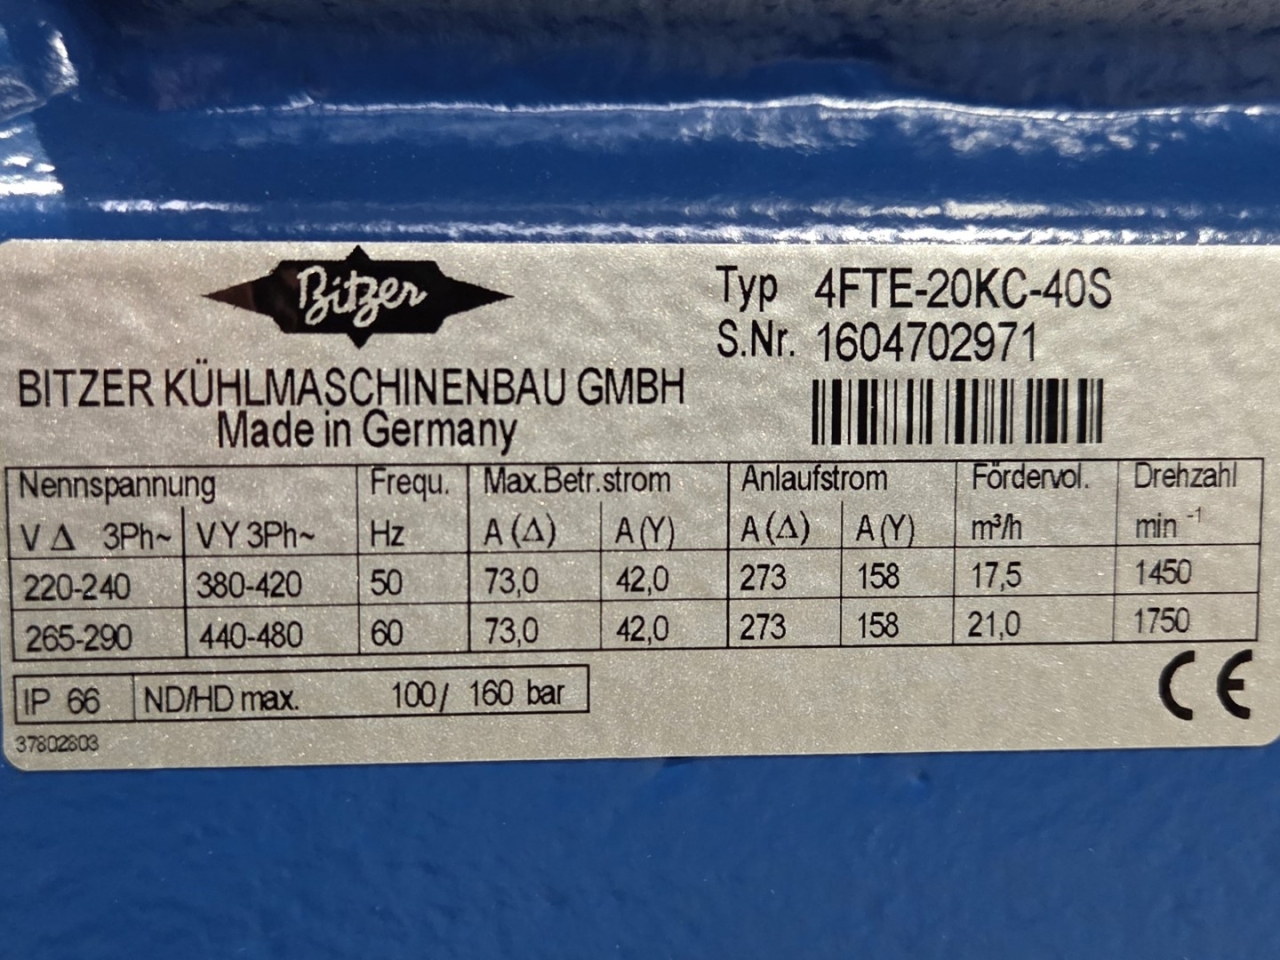 Bitzer
Typ 4FTE-20KC-40S
S.Nr. 1604702971
BITZER KÜHLMASCHINENBAU GMBH
Made in Germany
Nennspannung Frequ. Max.Betr.strom Anlaufstrom Fördervol. Drehzahl
V Δ 3Ph~ V Y 3Ph~ Hz A (Δ) A (Y) A (Δ) A (Y) m³/h min⁻¹
220-240 380-420 50 73,0 42,0 273 158 17,5 1450
265-290 440-480 60 73,0 42,0 273 158 21,0 1750
IP 66 ND/HD max. 100/ 160 bar
CE
37802803